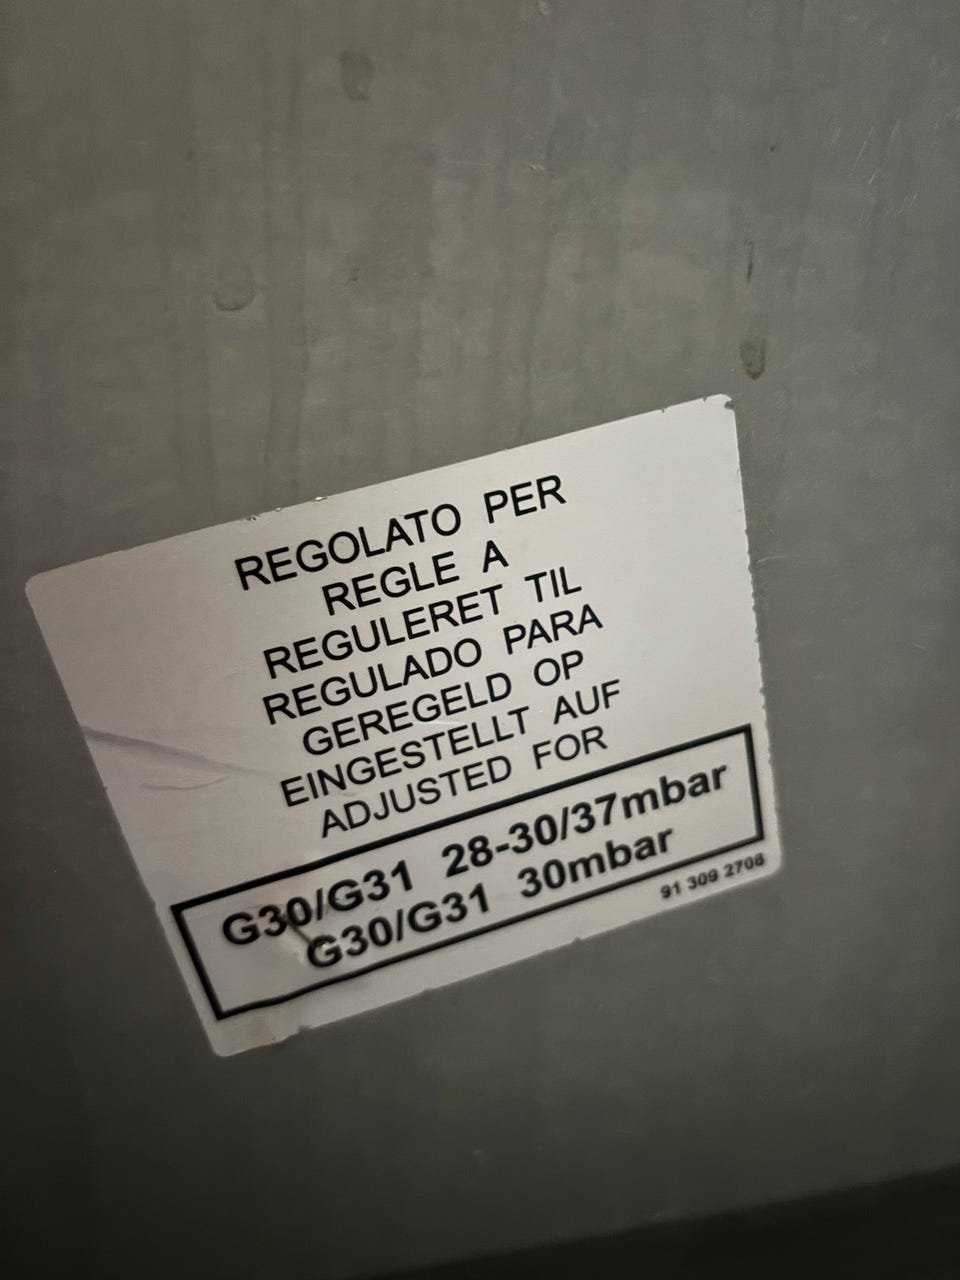 REGOLATO PER
REGLE A
REGULERET TIL
REGULADO PARA
GEREGELD OP
EINGESTELLT AUF
ADJUSTED FOR
G30/G31 28-30/37mbar
G30/G31 30mbar
91 309 2708